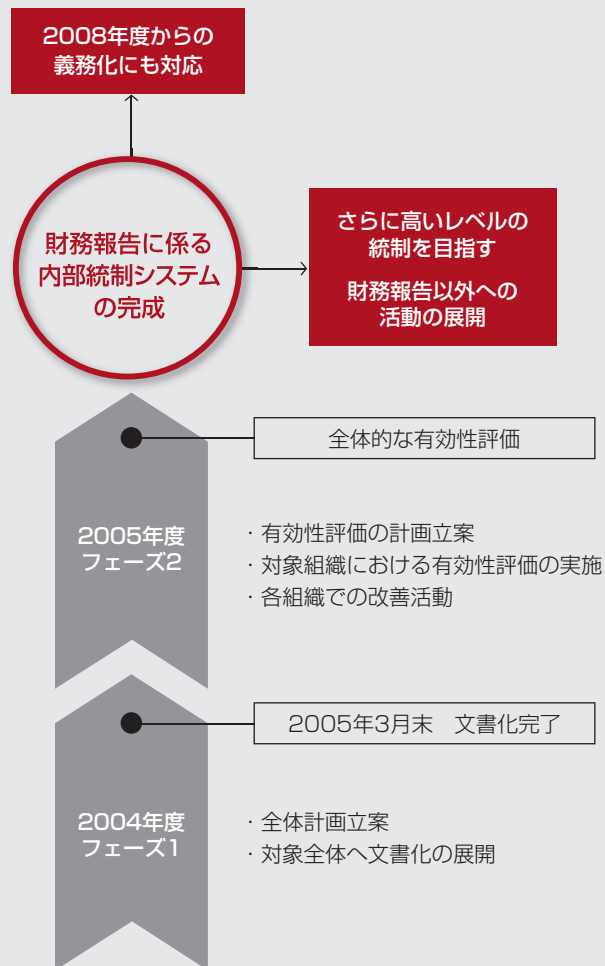 2008年度からの
義務化にも対応
財務報告に係る
内部統制システム
の完成
さらに高いレベルの
統制を目指す
財務報告以外への
活動の展開
全体的な有効性評価
2005年度
フェーズ2
・有効性評価の計画立案
・対象組織における有効性評価の実施
・各組織での改善活動
2005年3月末　文書化完了
2004年度
フェーズ1
・全体計画立案
・対象全体へ文書化の展開